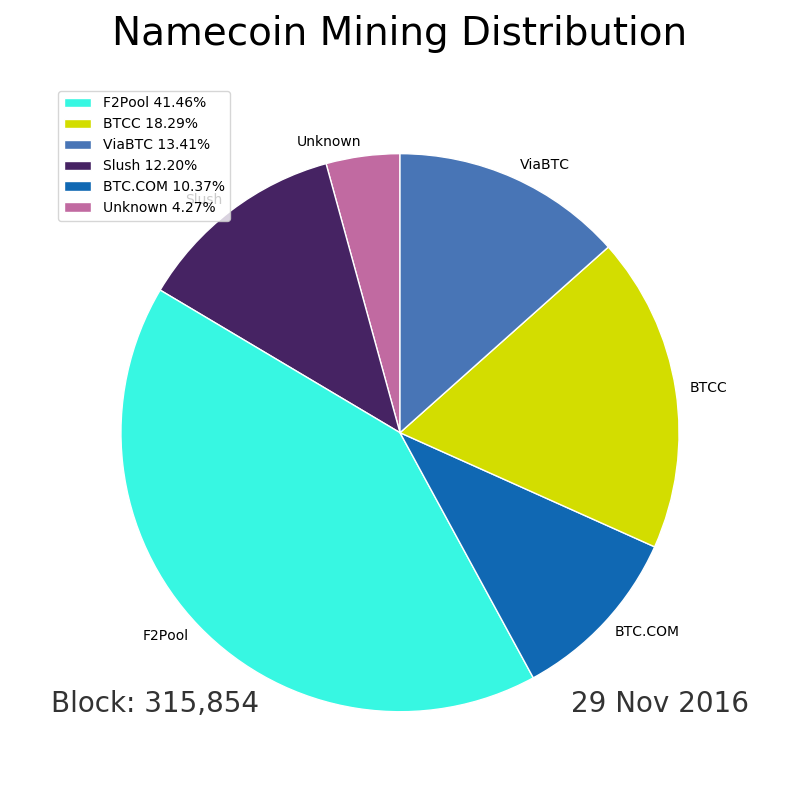 Namecoin Mining Distribution
F2Pool 41.46%
BTCC 18.29%
ViaBTC 13.41%
Slush 12.20%
BTC.COM 10.37%
Unknown 4.27%
Unknown
ViaBTC
Slush
BTCC
F2Pool
BTC.COM
Block: 315,854
29 Nov 2016